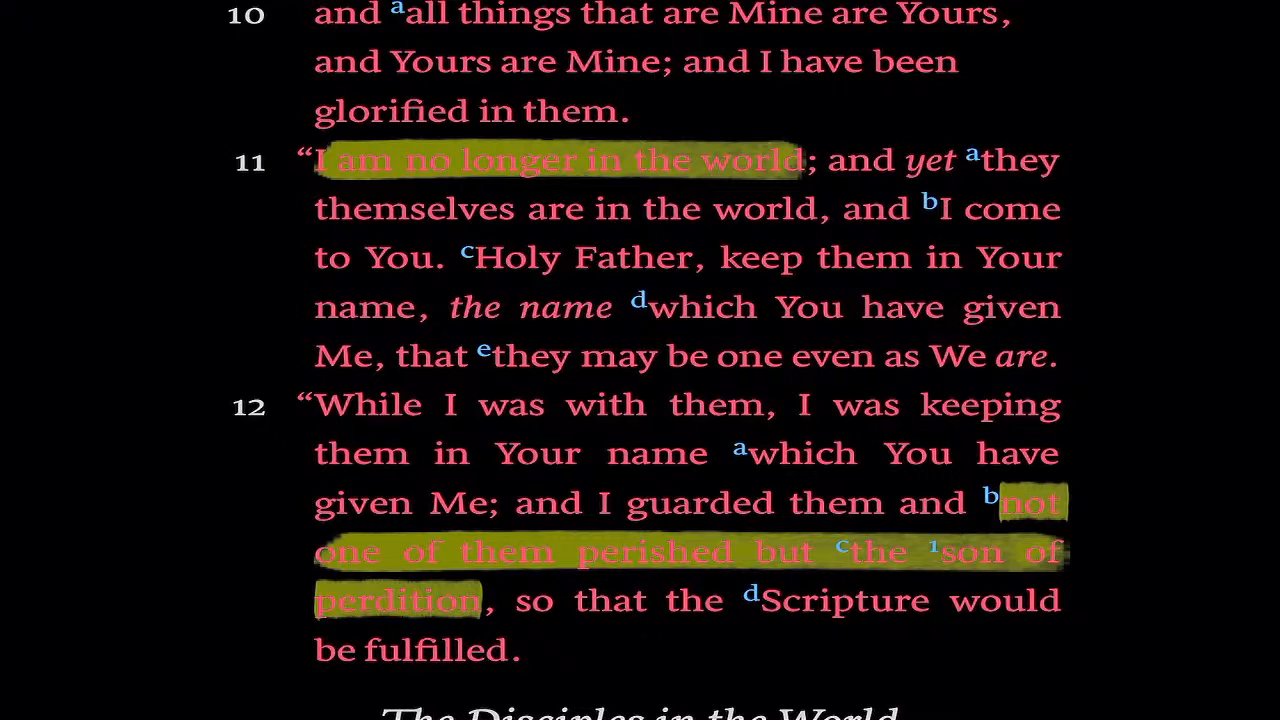 10 and ᵃall things that are Mine are Yours,
and Yours are Mine; and I have been
glorified in them.
11 “I am no longer in the world; and yet ᵃthey
themselves are in the world, and ᵇI come
to You. ᶜHoly Father, keep them in Your
name, the name ᵈwhich You have given
Me, that ᵉthey may be one even as We are.
12 “While I was with them, I was keeping
them in Your name ᵃwhich You have
given Me; and I guarded them and ᵇnot
one of them perished but ᶜthe ¹son of
perdition, so that the ᵈScripture would
be fulfilled.
The Disciples in the World